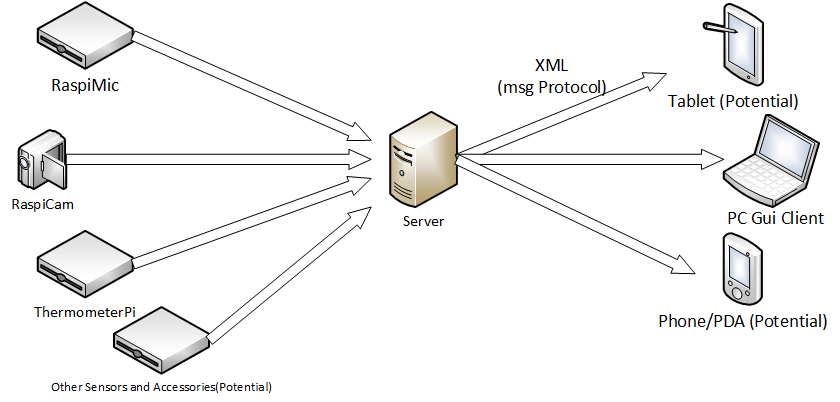 RaspiMic
XML
(msg Protocol)
Tablet (Potential)
RaspiCam
Server
PC Gui Client
ThermometerPi
Phone/PDA (Potential)
Other Sensors and Accessories(Potential)